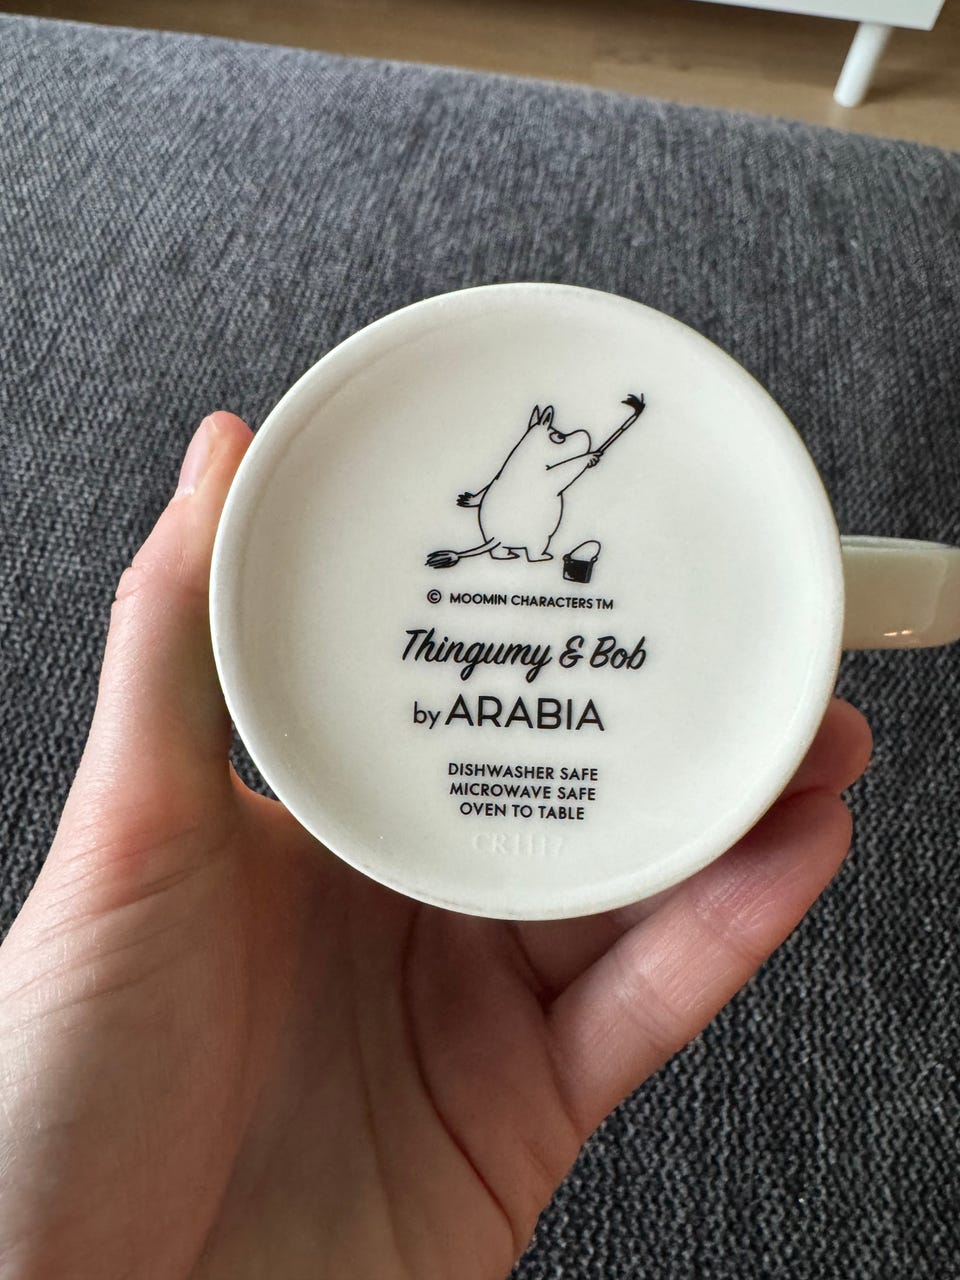 © MOOMIN CHARACTERS TM
Thingumy & Bob
by ARABIA
DISHWASHER SAFE
MICROWAVE SAFE
OVEN TO TABLE
CR1117